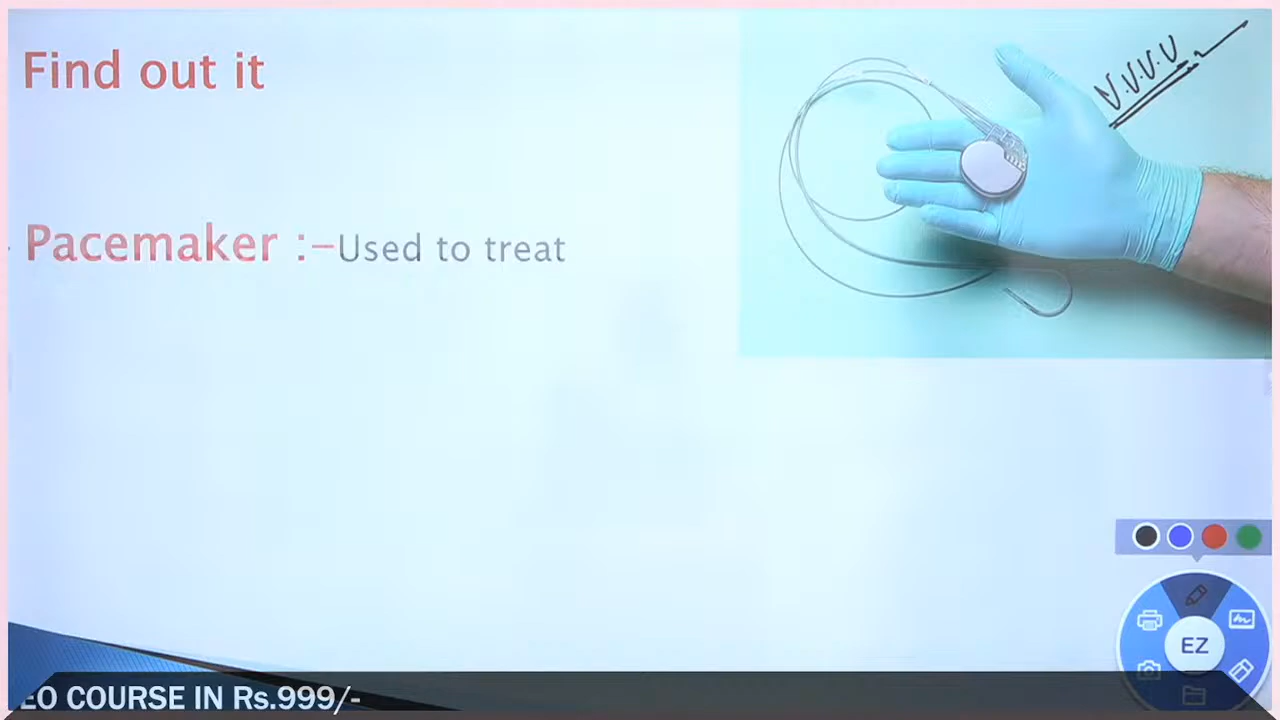 Find out it
V.V.V.V
Pacemaker :-Used to treat
EZ
EO COURSE IN Rs.999/-